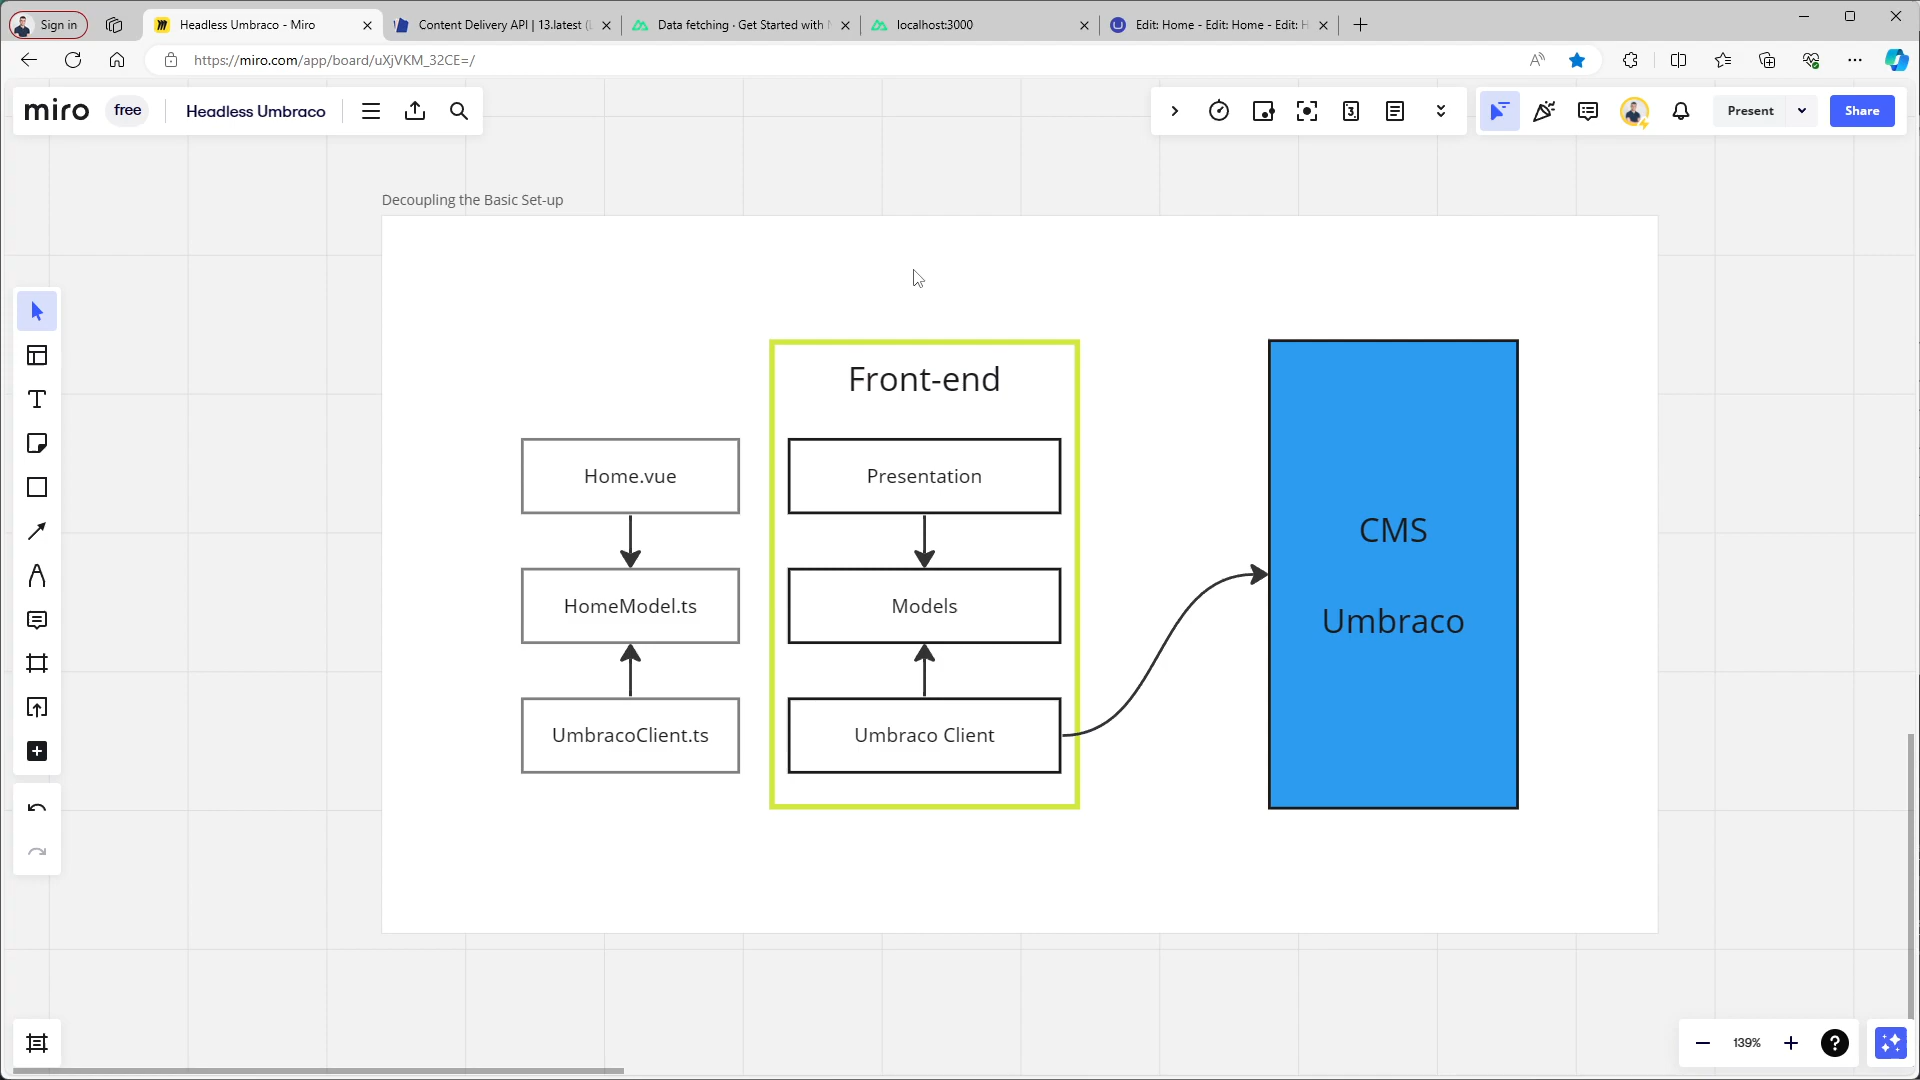 Sign in
Headless Umbraco - Miro
Content Delivery API | 13.latest (
Data fetching · Get Started with
localhost:3000
Edit: Home - Edit: Home - Edit: H
https://miro.com/app/board/uXjVKM_32CE=/
miro
free
Headless Umbraco
3
Present
Share
Decoupling the Basic Set-up
Front-end
Home.vue
Presentation
CMS
HomeModel.ts
Models
Umbraco
UmbracoClient.ts
Umbraco Client
139%
?